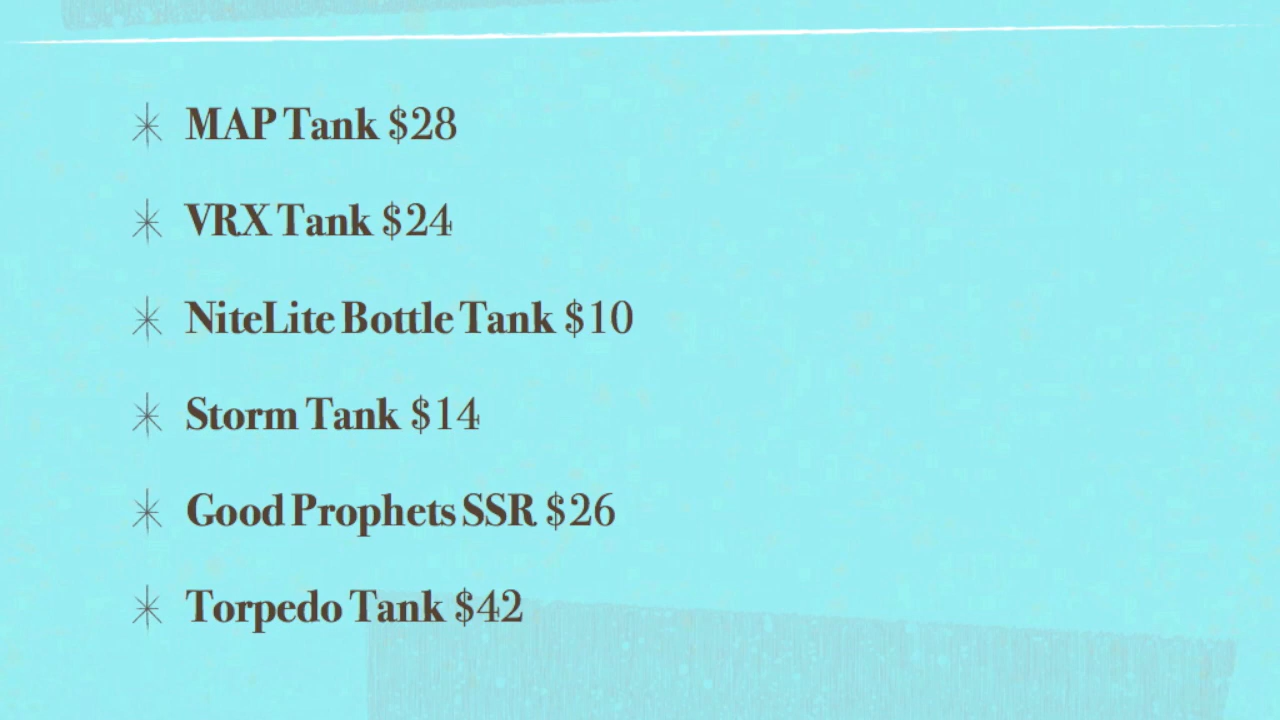 MAP Tank $28
VRX Tank $24
NiteLite Bottle Tank $10
Storm Tank $14
Good Prophets SSR $26
Torpedo Tank $42